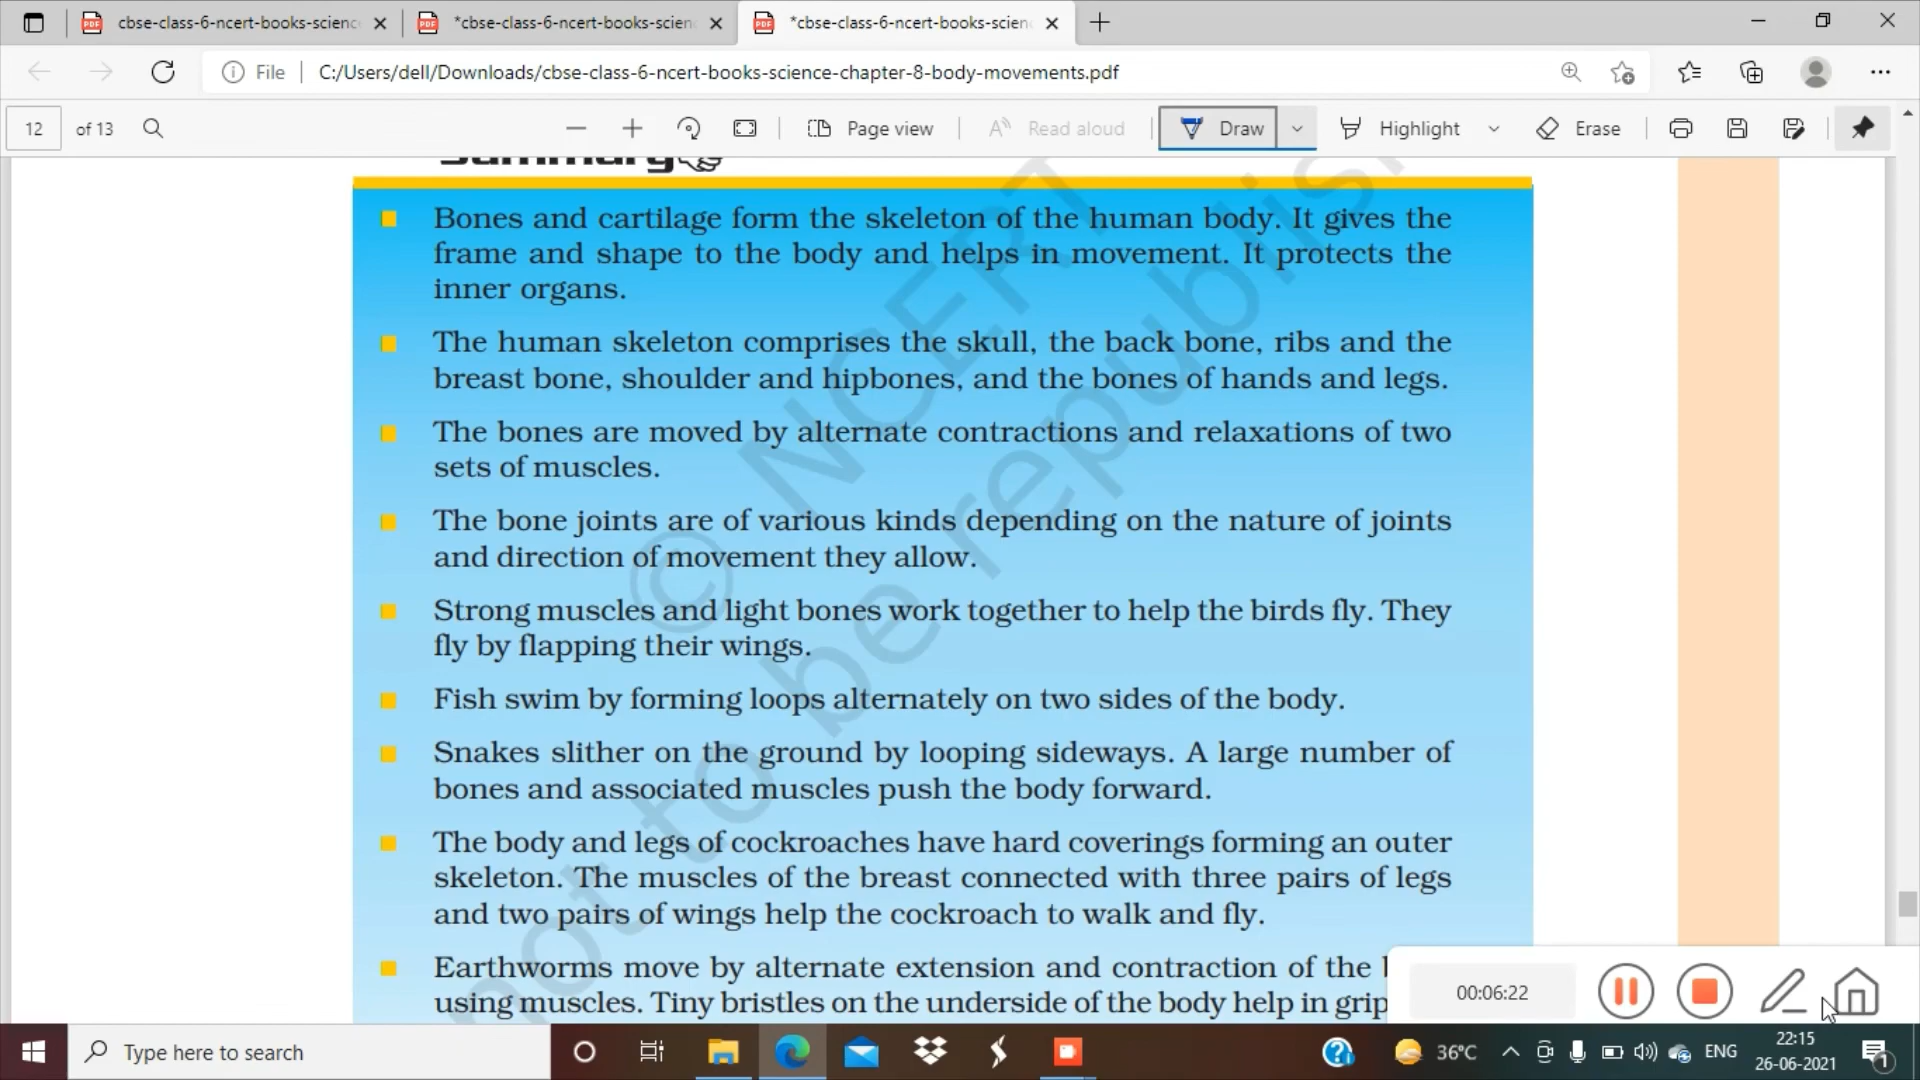 cbse-class-6-ncert-books-science
*cbse-class-6-ncert-books-scien
*cbse-class-6-ncert-books-scien
File
C:/Users/dell/Downloads/cbse-class-6-ncert-books-science-chapter-8-body-movements.pdf
12 of 13
Page view
Read aloud
Draw
Highlight
Erase
Summary
Bones and cartilage form the skeleton of the human body. It gives the
frame and shape to the body and helps in movement. It protects the
inner organs.
The human skeleton comprises the skull, the back bone, ribs and the
breast bone, shoulder and hipbones, and the bones of hands and legs.
The bones are moved by alternate contractions and relaxations of two
sets of muscles.
The bone joints are of various kinds depending on the nature of joints
and direction of movement they allow.
Strong muscles and light bones work together to help the birds fly. They
fly by flapping their wings.
Fish swim by forming loops alternately on two sides of the body.
Snakes slither on the ground by looping sideways. A large number of
bones and associated muscles push the body forward.
The body and legs of cockroaches have hard coverings forming an outer
skeleton. The muscles of the breast connected with three pairs of legs
and two pairs of wings help the cockroach to walk and fly.
Earthworms move by alternate extension and contraction of the
using muscles. Tiny bristles on the underside of the body help in grip
© NCERT
not to be republish
00:06:22
Type here to search
36°C
ENG
22:15
26-06-2021
1